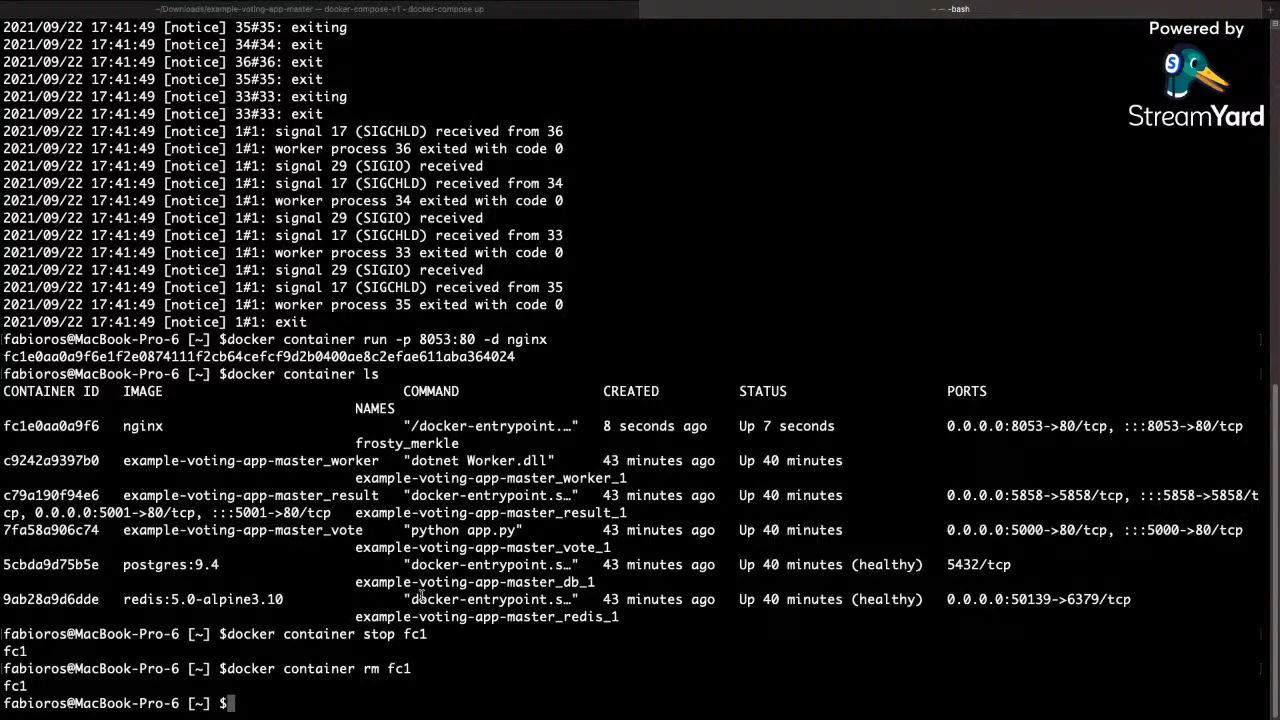 ~/Downloads/example-voting-app-master — docker-compose-v1 ◂ docker-compose up
~ — -bash
Powered by
StreamYard
2021/09/22 17:41:49 [notice] 35#35: exiting
2021/09/22 17:41:49 [notice] 34#34: exit
2021/09/22 17:41:49 [notice] 36#36: exit
2021/09/22 17:41:49 [notice] 35#35: exit
2021/09/22 17:41:49 [notice] 33#33: exiting
2021/09/22 17:41:49 [notice] 33#33: exit
2021/09/22 17:41:49 [notice] 1#1: signal 17 (SIGCHLD) received from 36
2021/09/22 17:41:49 [notice] 1#1: worker process 36 exited with code 0
2021/09/22 17:41:49 [notice] 1#1: signal 29 (SIGIO) received
2021/09/22 17:41:49 [notice] 1#1: signal 17 (SIGCHLD) received from 34
2021/09/22 17:41:49 [notice] 1#1: worker process 34 exited with code 0
2021/09/22 17:41:49 [notice] 1#1: signal 29 (SIGIO) received
2021/09/22 17:41:49 [notice] 1#1: signal 17 (SIGCHLD) received from 33
2021/09/22 17:41:49 [notice] 1#1: worker process 33 exited with code 0
2021/09/22 17:41:49 [notice] 1#1: signal 29 (SIGIO) received
2021/09/22 17:41:49 [notice] 1#1: signal 17 (SIGCHLD) received from 35
2021/09/22 17:41:49 [notice] 1#1: worker process 35 exited with code 0
2021/09/22 17:41:49 [notice] 1#1: exit
fabioros@MacBook-Pro-6 [~] $docker container run -p 8053:80 -d nginx
fc1e0aa0a9f6e1f2e0874111f2cb64cefcf9d2b0400ae8c2efae611aba364024
fabioros@MacBook-Pro-6 [~] $docker container ls
CONTAINER ID IMAGE COMMAND CREATED STATUS PORTS
NAMES
fc1e0aa0a9f6 nginx "/docker-entrypoint.…" 8 seconds ago Up 7 seconds 0.0.0.0:8053->80/tcp, :::8053->80/tcp
frosty_merkle
c9242a9397b0 example-voting-app-master_worker "dotnet Worker.dll" 43 minutes ago Up 40 minutes
example-voting-app-master_worker_1
c79a190f94e6 example-voting-app-master_result "docker-entrypoint.s…" 43 minutes ago Up 40 minutes 0.0.0.0:5858->5858/tcp, :::5858->5858/t
cp, 0.0.0.0:5001->80/tcp, :::5001->80/tcp example-voting-app-master_result_1
7fa58a906c74 example-voting-app-master_vote "python app.py" 43 minutes ago Up 40 minutes 0.0.0.0:5000->80/tcp, :::5000->80/tcp
example-voting-app-master_vote_1
5cbda9d75b5e postgres:9.4 "docker-entrypoint.s…" 43 minutes ago Up 40 minutes (healthy) 5432/tcp
example-voting-app-master_db_1
9ab28a9d6dde redis:5.0-alpine3.10 "docker-entrypoint.s…" 43 minutes ago Up 40 minutes (healthy) 0.0.0.0:50139->6379/tcp
example-voting-app-master_redis_1
fabioros@MacBook-Pro-6 [~] $docker container stop fc1
fc1
fabioros@MacBook-Pro-6 [~] $docker container rm fc1
fc1
fabioros@MacBook-Pro-6 [~] $